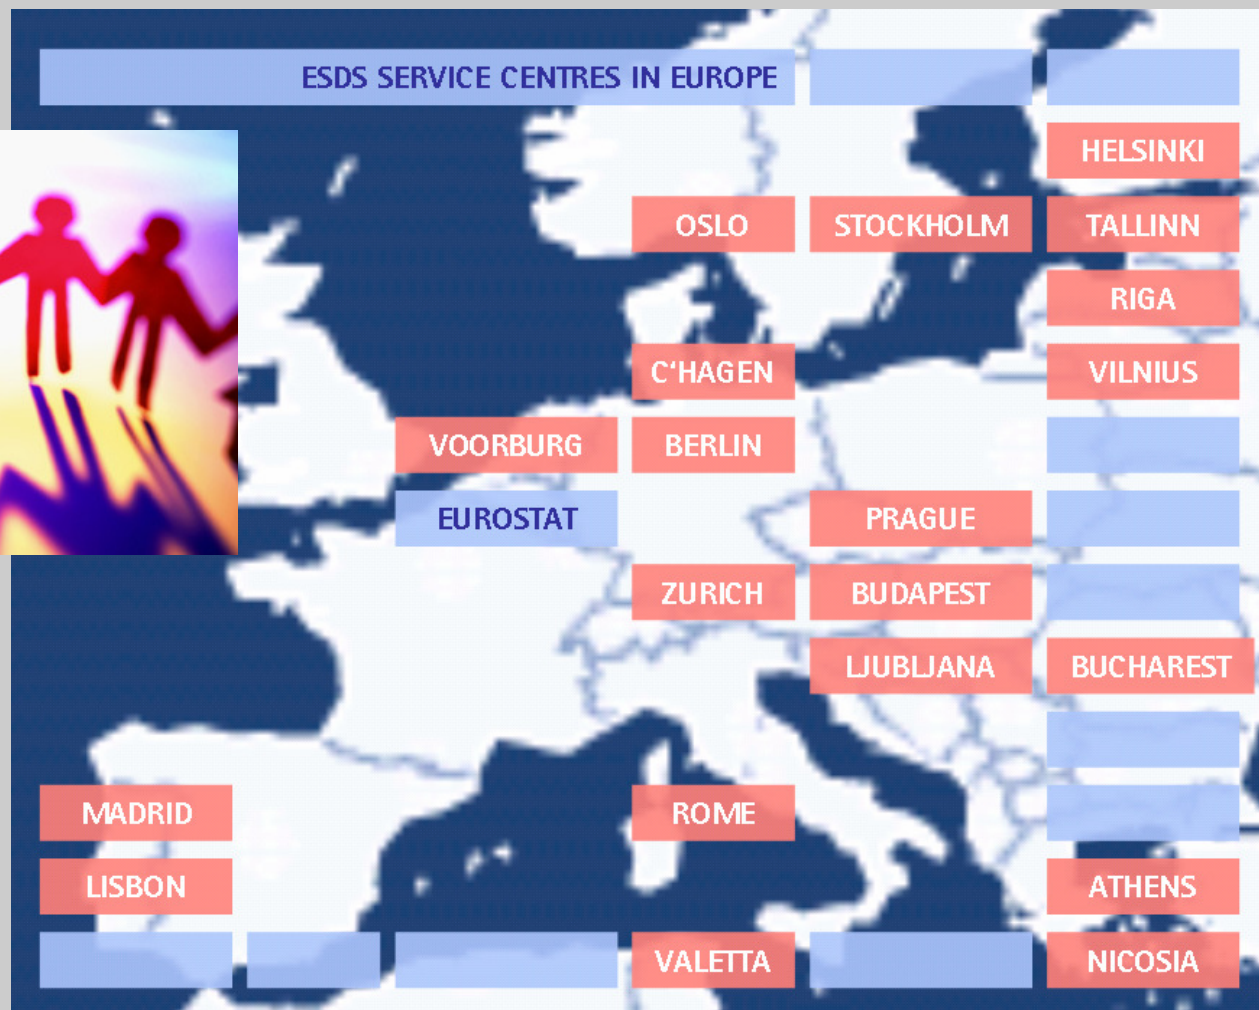 ESDS SERVICE CENTRES IN EUROPE
HELSINKI
OSLO STOCKHOLM TALLINN
RIGA
C'HAGEN VILNIUS
VOORBURG BERLIN
EUROSTAT PRAGUE
ZURICH BUDAPEST
LJUBLJANA BUCHAREST
MADRID ROME
LISBON ATHENS
VALETTA NICOSIA